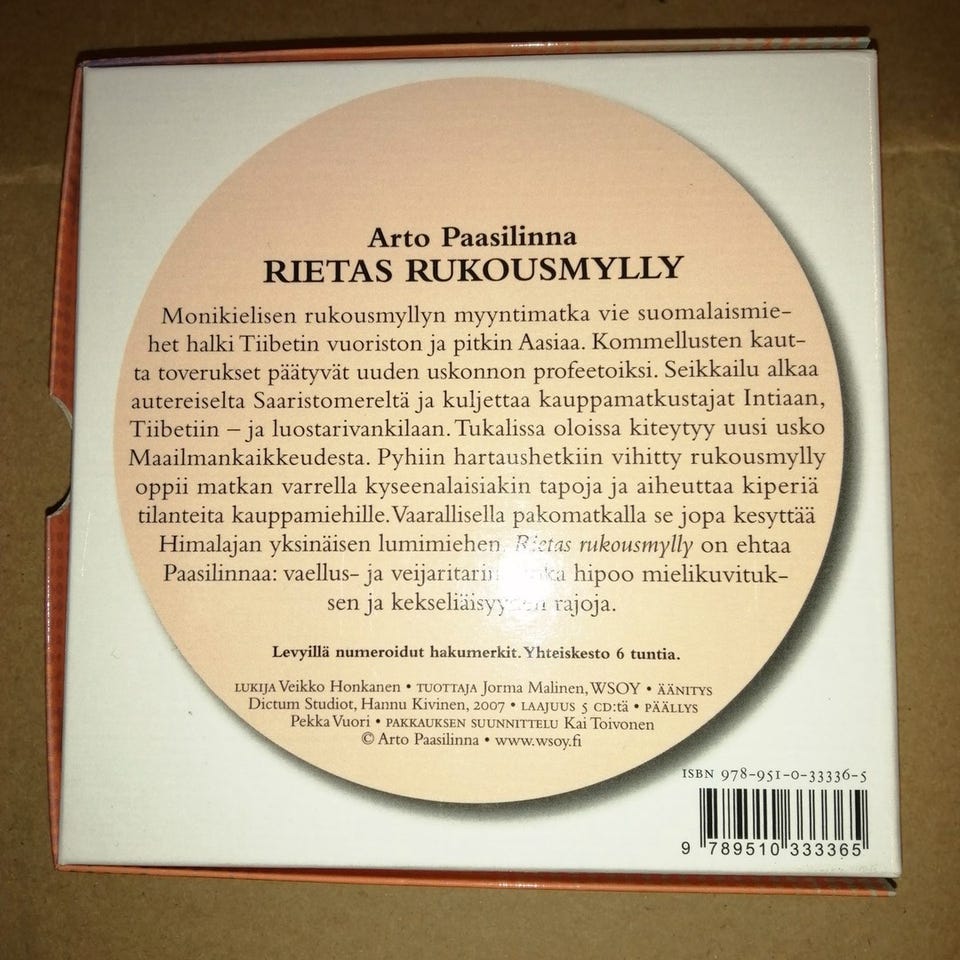 Arto Paasilinna
RIETAS RUKOUSMYLLY
Monikielisen rukousmyllyn myyntimatka vie suomalaismie-
het halki Tiibetin vuoriston ja pitkin Aasiaa. Kommellusten kaut-
ta toverukset päätyvät uuden uskonnon profeetoiksi. Seikkailu alkaa
autereiselta Saaristomereltä ja kuljettaa kauppamatkustajat Intiaan,
Tiibetiin – ja luostarivankilaan. Tukalissa oloissa kiteytyy uusi usko
Maailmankaikkeudesta. Pyhiin hartaushetkiin vihitty rukousmylly
oppii matkan varrella kyseenalaisiakin tapoja ja aiheuttaa kiperiä
tilanteita kauppamiehille. Vaarallisella pakomatkalla se jopa kesyttää
Himalajan yksinäisen lumimiehen. Rietas rukousmylly on ehtaa
Paasilinnaa: vaellus- ja hipoo mielikuvituk-
sen ja kekseliäisyyden rajoja.
Levyillä numeroidut hakumerkit. Yhteiskesto 6 tuntia.
LUKIJA Veikko Honkanen • TUOTTAJA Jorma Malinen, WSOY • ÄÄNITYS
Dictum Studiot, Hannu Kivinen, 2007 • LAAJUUS 5 CD:tä • PÄÄLLYS
Pekka Vuori • PAKKAUKSEN SUUNNITTELU Kai Toivonen
© Arto Paasilinna • www.wsoy.fi
ISBN 978-951-0-33336-5
9 789510 333365